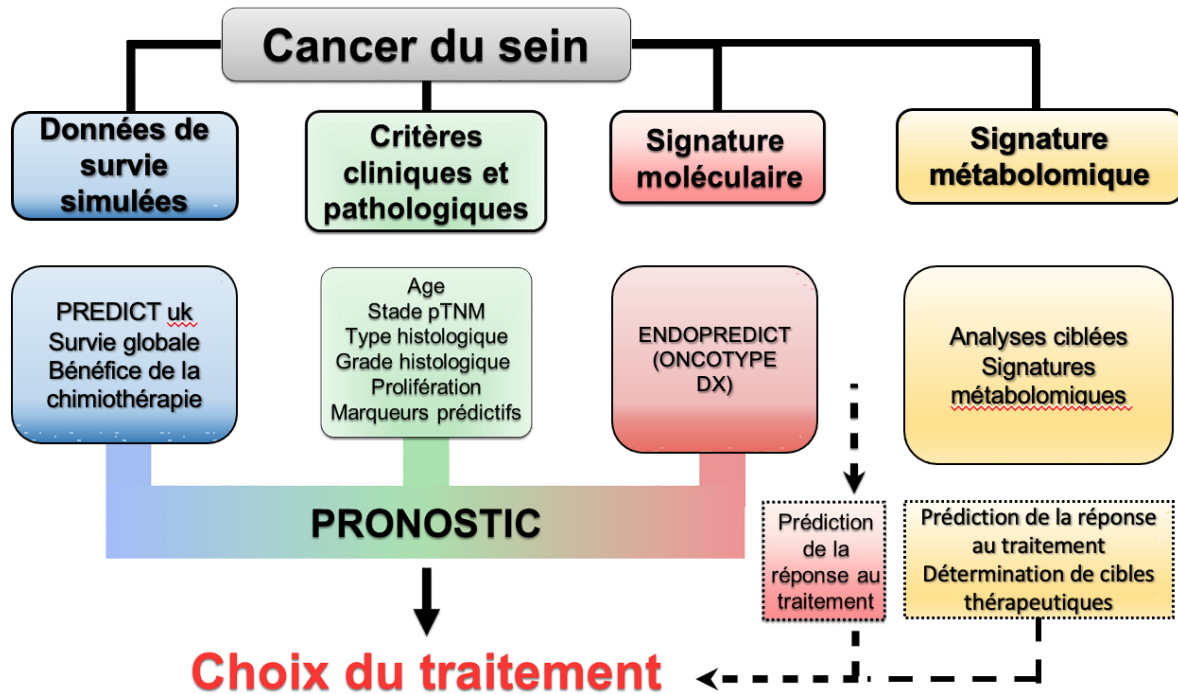 Cancer du sein
Données de
survie
simulées
Critères
cliniques et
pathologiques
Signature
moléculaire
Signature
métabolomique
PREDICT uk
Survie globale
Bénéfice de la
chimiothérapie
Age
Stade pTNM
Type histologique
Grade histologique
Prolifération
Marqueurs prédictifs
ENDOPREDICT
(ONCOTYPE
DX)
Analyses ciblées
Signatures
métabolomiques
PRONOSTIC
Prédiction
de la
réponse au
traitement
Prédiction de la réponse
au traitement
Détermination de cibles
thérapeutiques
Choix du traitement